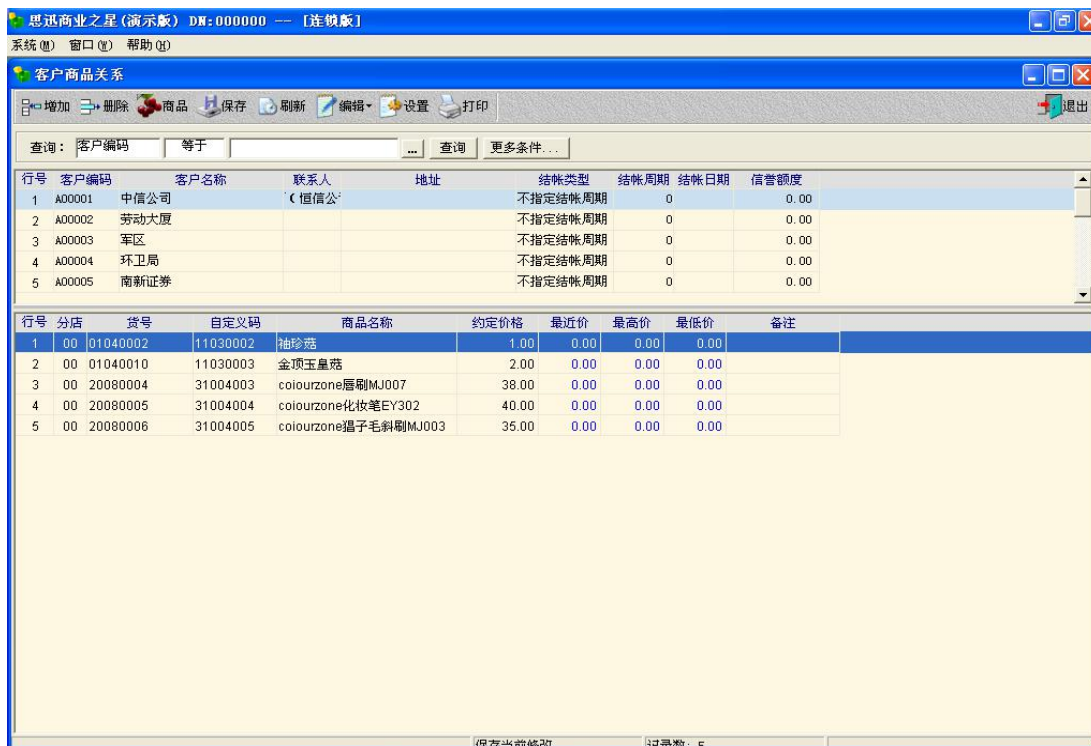 思迅商业之星(演示版) DN:000000 -- [连锁版]
系统(M) 窗口(W) 帮助(H)
客户商品关系
增加 删除 商品 保存 刷新 编辑 设置 打印 退出
查询: 客户编码 等于 ... 查询 更多条件...
行号 客户编码 客户名称 联系人 地址 结帐类型 结帐周期 结帐日期 信誉额度
1 A00001 中信公司 (恒信公 不指定结帐周期 0 0.00
2 A00002 劳动大厦 不指定结帐周期 0 0.00
3 A00003 军区 不指定结帐周期 0 0.00
4 A00004 环卫局 不指定结帐周期 0 0.00
5 A00005 南新证券 不指定结帐周期 0 0.00
行号 分店 货号 自定义码 商品名称 约定价格 最近价 最高价 最低价 备注
1 00 01040002 11030002 袖珍菇 1.00 0.00 0.00 0.00
2 00 01040010 11030003 金顶玉皇菇 2.00 0.00 0.00 0.00
3 00 20080004 31004003 coiourzone唇刷MJ007 38.00 0.00 0.00 0.00
4 00 20080005 31004004 coiourzone化妆笔EY302 40.00 0.00 0.00 0.00
5 00 20080006 31004005 coiourzone猖子毛斜刷MJ003 35.00 0.00 0.00 0.00
保存当前修改 记录数: 5